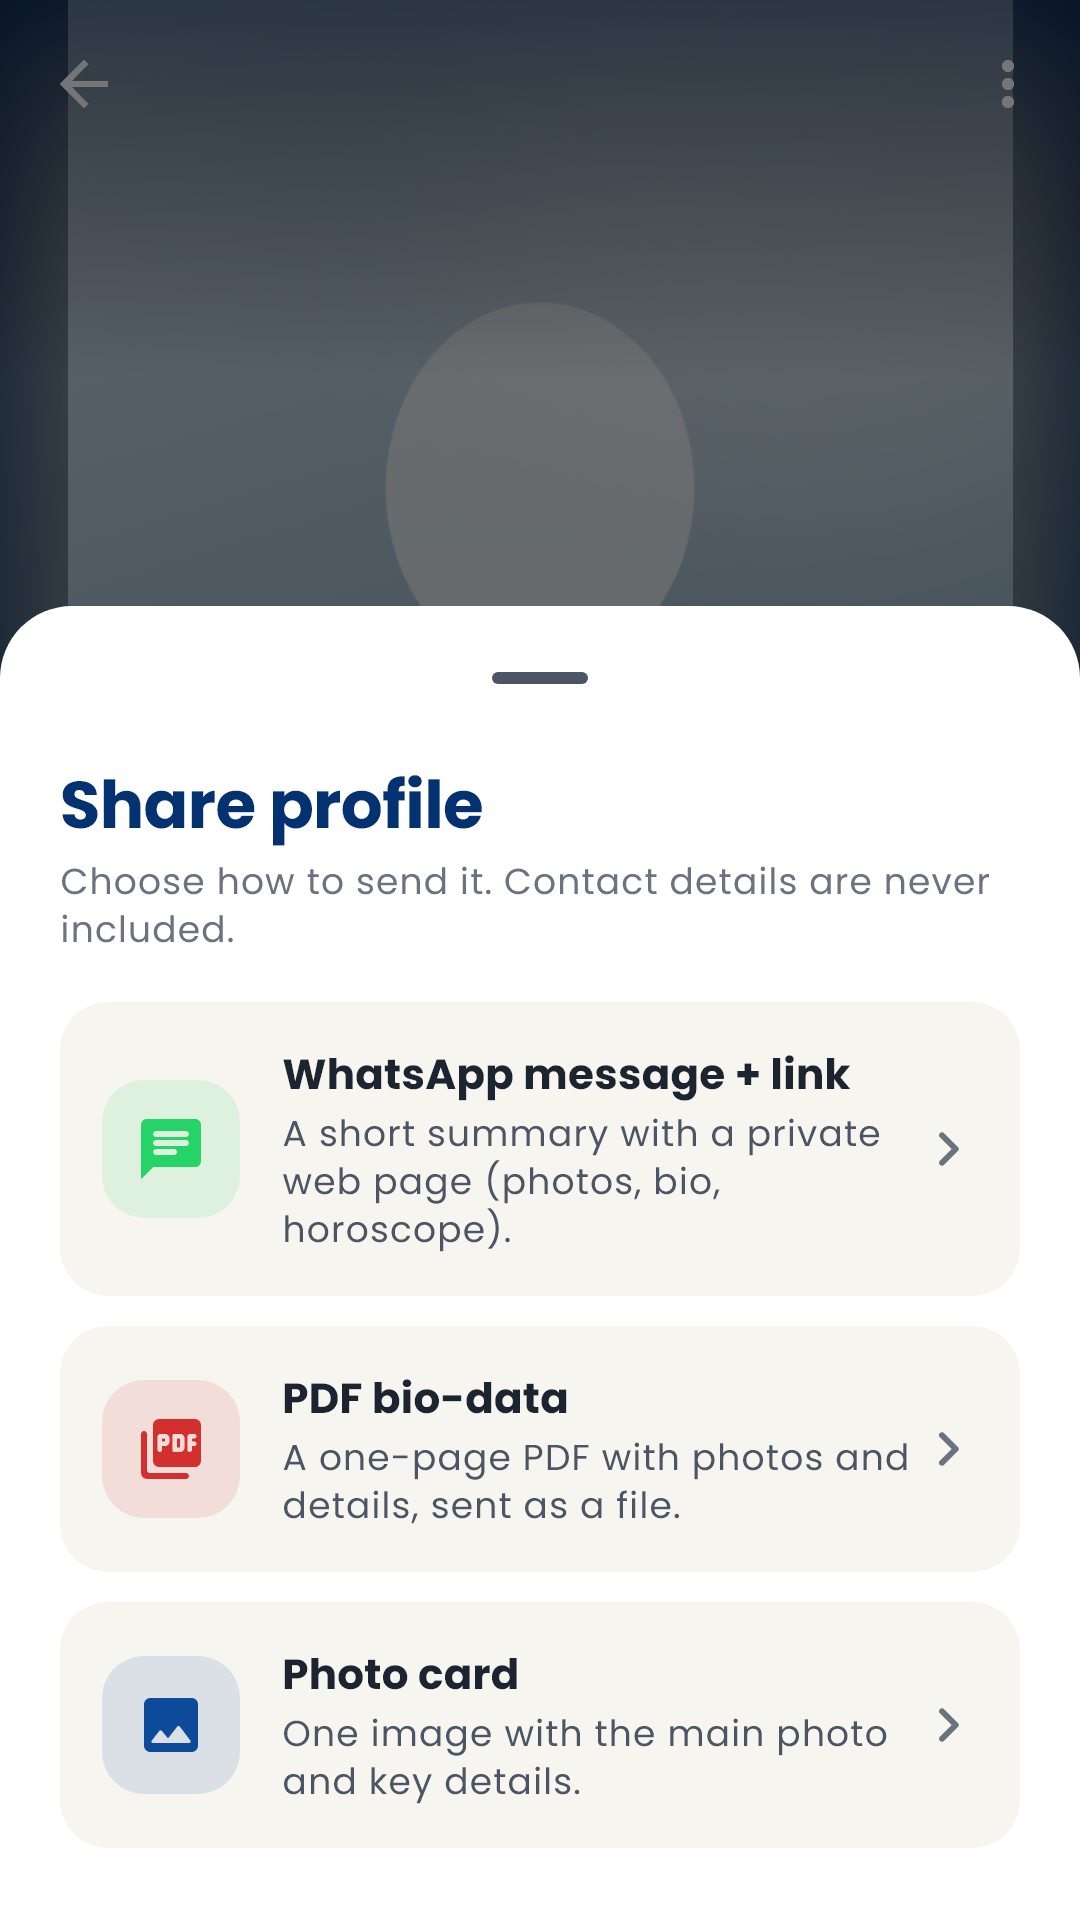 Share profile
Choose how to send it. Contact details are never
included.
WhatsApp message + link
A short summary with a private
web page (photos, bio,
horoscope).
PDF
PDF bio-data
A one-page PDF with photos and
details, sent as a file.
Photo card
One image with the main photo
and key details.